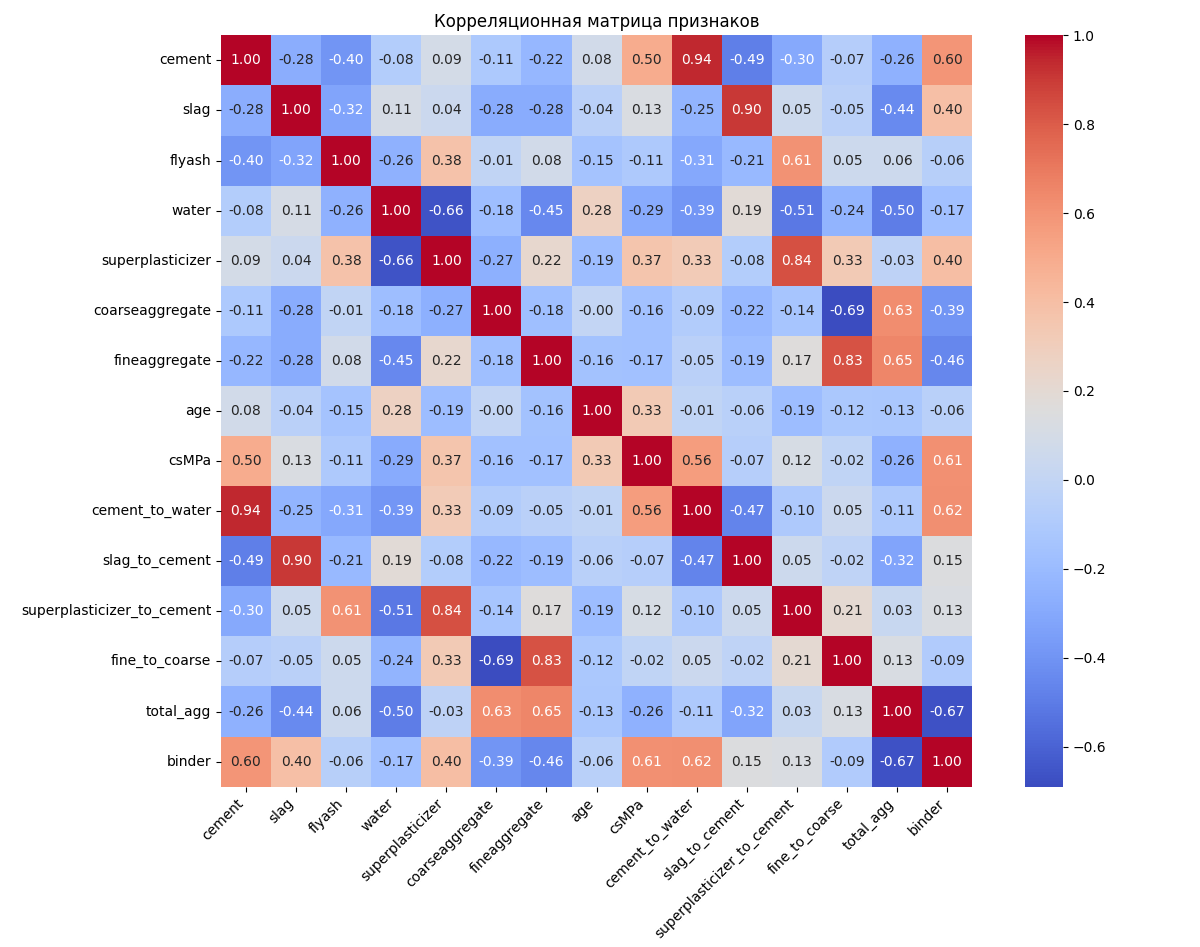 Корреляционная матрица признаков
cement 1.00 -0.28 -0.40 -0.08 0.09 -0.11 -0.22 0.08 0.50 0.94 -0.49 -0.30 -0.07 -0.26 0.60
slag -0.28 1.00 -0.32 0.11 0.04 -0.28 -0.28 -0.04 0.13 -0.25 0.90 0.05 -0.05 -0.44 0.40
flyash -0.40 -0.32 1.00 -0.26 0.38 -0.01 0.08 -0.15 -0.11 -0.31 -0.21 0.61 0.05 0.06 -0.06
water -0.08 0.11 -0.26 1.00 -0.66 -0.18 -0.45 0.28 -0.29 -0.39 0.19 -0.51 -0.24 -0.50 -0.17
superplasticizer 0.09 0.04 0.38 -0.66 1.00 -0.27 0.22 -0.19 0.37 0.33 -0.08 0.84 0.33 -0.03 0.40
coarseaggregate -0.11 -0.28 -0.01 -0.18 -0.27 1.00 -0.18 -0.00 -0.16 -0.09 -0.22 -0.14 -0.69 0.63 -0.39
fineaggregate -0.22 -0.28 0.08 -0.45 0.22 -0.18 1.00 -0.16 -0.17 -0.05 -0.19 0.17 0.83 0.65 -0.46
age 0.08 -0.04 -0.15 0.28 -0.19 -0.00 -0.16 1.00 0.33 -0.01 -0.06 -0.19 -0.12 -0.13 -0.06
csMPa 0.50 0.13 -0.11 -0.29 0.37 -0.16 -0.17 0.33 1.00 0.56 -0.07 0.12 -0.02 -0.26 0.61
cement_to_water 0.94 -0.25 -0.31 -0.39 0.33 -0.09 -0.05 -0.01 0.56 1.00 -0.47 -0.10 0.05 -0.11 0.62
slag_to_cement -0.49 0.90 -0.21 0.19 -0.08 -0.22 -0.19 -0.06 -0.07 -0.47 1.00 0.05 -0.02 -0.32 0.15
superplasticizer_to_cement -0.30 0.05 0.61 -0.51 0.84 -0.14 0.17 -0.19 0.12 -0.10 0.05 1.00 0.21 0.03 0.13
fine_to_coarse -0.07 -0.05 0.05 -0.24 0.33 -0.69 0.83 -0.12 -0.02 0.05 -0.02 0.21 1.00 0.13 -0.09
total_agg -0.26 -0.44 0.06 -0.50 -0.03 0.63 0.65 -0.13 -0.26 -0.11 -0.32 0.03 0.13 1.00 -0.67
binder 0.60 0.40 -0.06 -0.17 0.40 -0.39 -0.46 -0.06 0.61 0.62 0.15 0.13 -0.09 -0.67 1.00
cement
slag
flyash
water
superplasticizer
coarseaggregate
fineaggregate
age
csMPa
cement_to_water
slag_to_cement
superplasticizer_to_cement
fine_to_coarse
total_agg
binder
1.0
0.8
0.6
0.4
0.2
0.0
−0.2
−0.4
−0.6